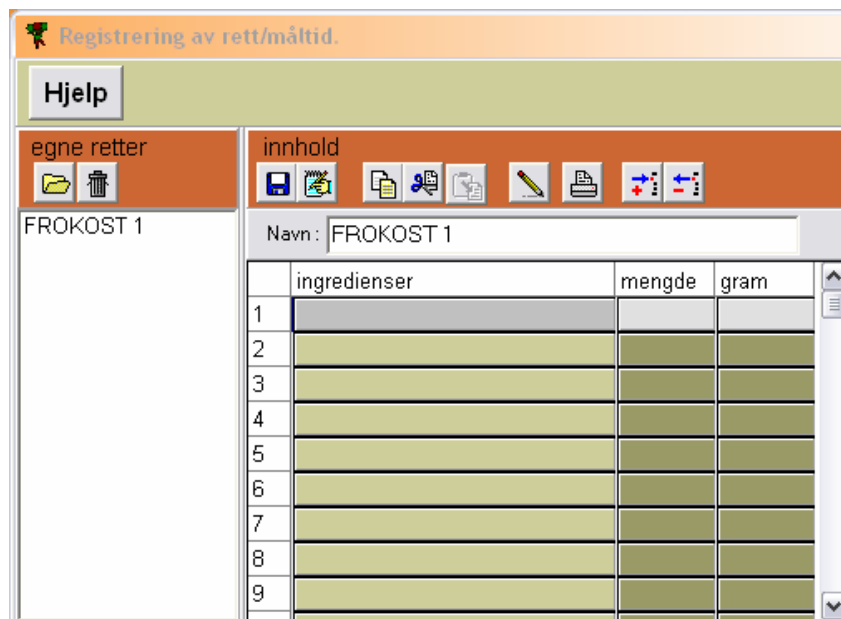 Registrering av rett/måltid.
Hjelp
egne retter
FROKOST 1
innhold
Navn : FROKOST 1
ingredienser mengde gram
1
2
3
4
5
6
7
8
9